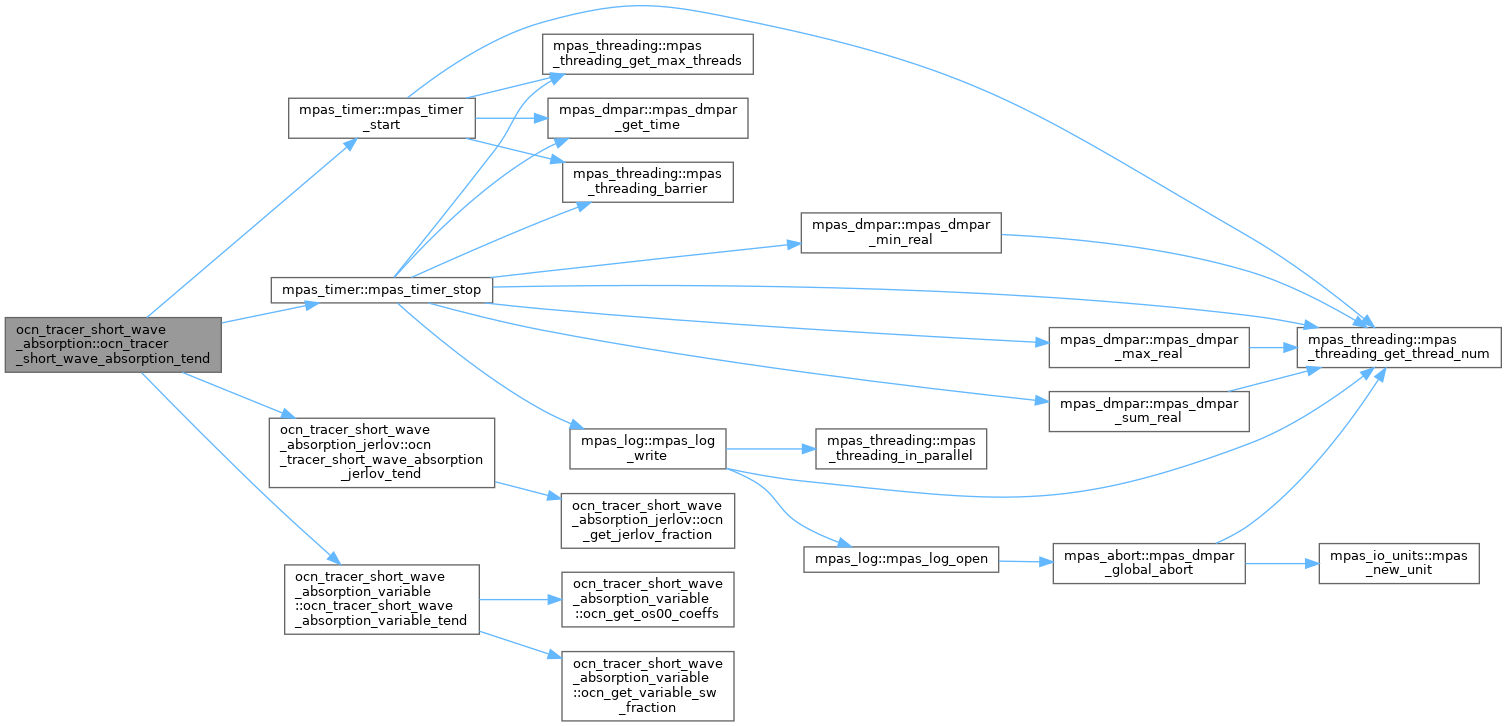 mpas_threading::mpas
_threading_get_max_threads
mpas_timer::mpas_timer
_start
mpas_dmpar::mpas_dmpar
_get_time
mpas_threading::mpas
_threading_barrier
mpas_dmpar::mpas_dmpar
_min_real
mpas_timer::mpas_timer_stop
ocn_tracer_short_wave
_absorption::ocn_tracer
_short_wave_absorption_tend
mpas_dmpar::mpas_dmpar
_max_real
mpas_threading::mpas
_threading_get_thread_num
mpas_dmpar::mpas_dmpar
_sum_real
ocn_tracer_short_wave
_absorption_jerlov::ocn
_tracer_short_wave_absorption
_jerlov_tend
mpas_log::mpas_log
_write
mpas_threading::mpas
_threading_in_parallel
ocn_tracer_short_wave
_absorption_jerlov::ocn
_get_jerlov_fraction
mpas_log::mpas_log_open
mpas_abort::mpas_dmpar
_global_abort
mpas_io_units::mpas
_new_unit
ocn_tracer_short_wave
_absorption_variable
::ocn_tracer_short_wave
_absorption_variable_tend
ocn_tracer_short_wave
_absorption_variable
::ocn_get_os00_coeffs
ocn_tracer_short_wave
_absorption_variable
::ocn_get_variable_sw
_fraction